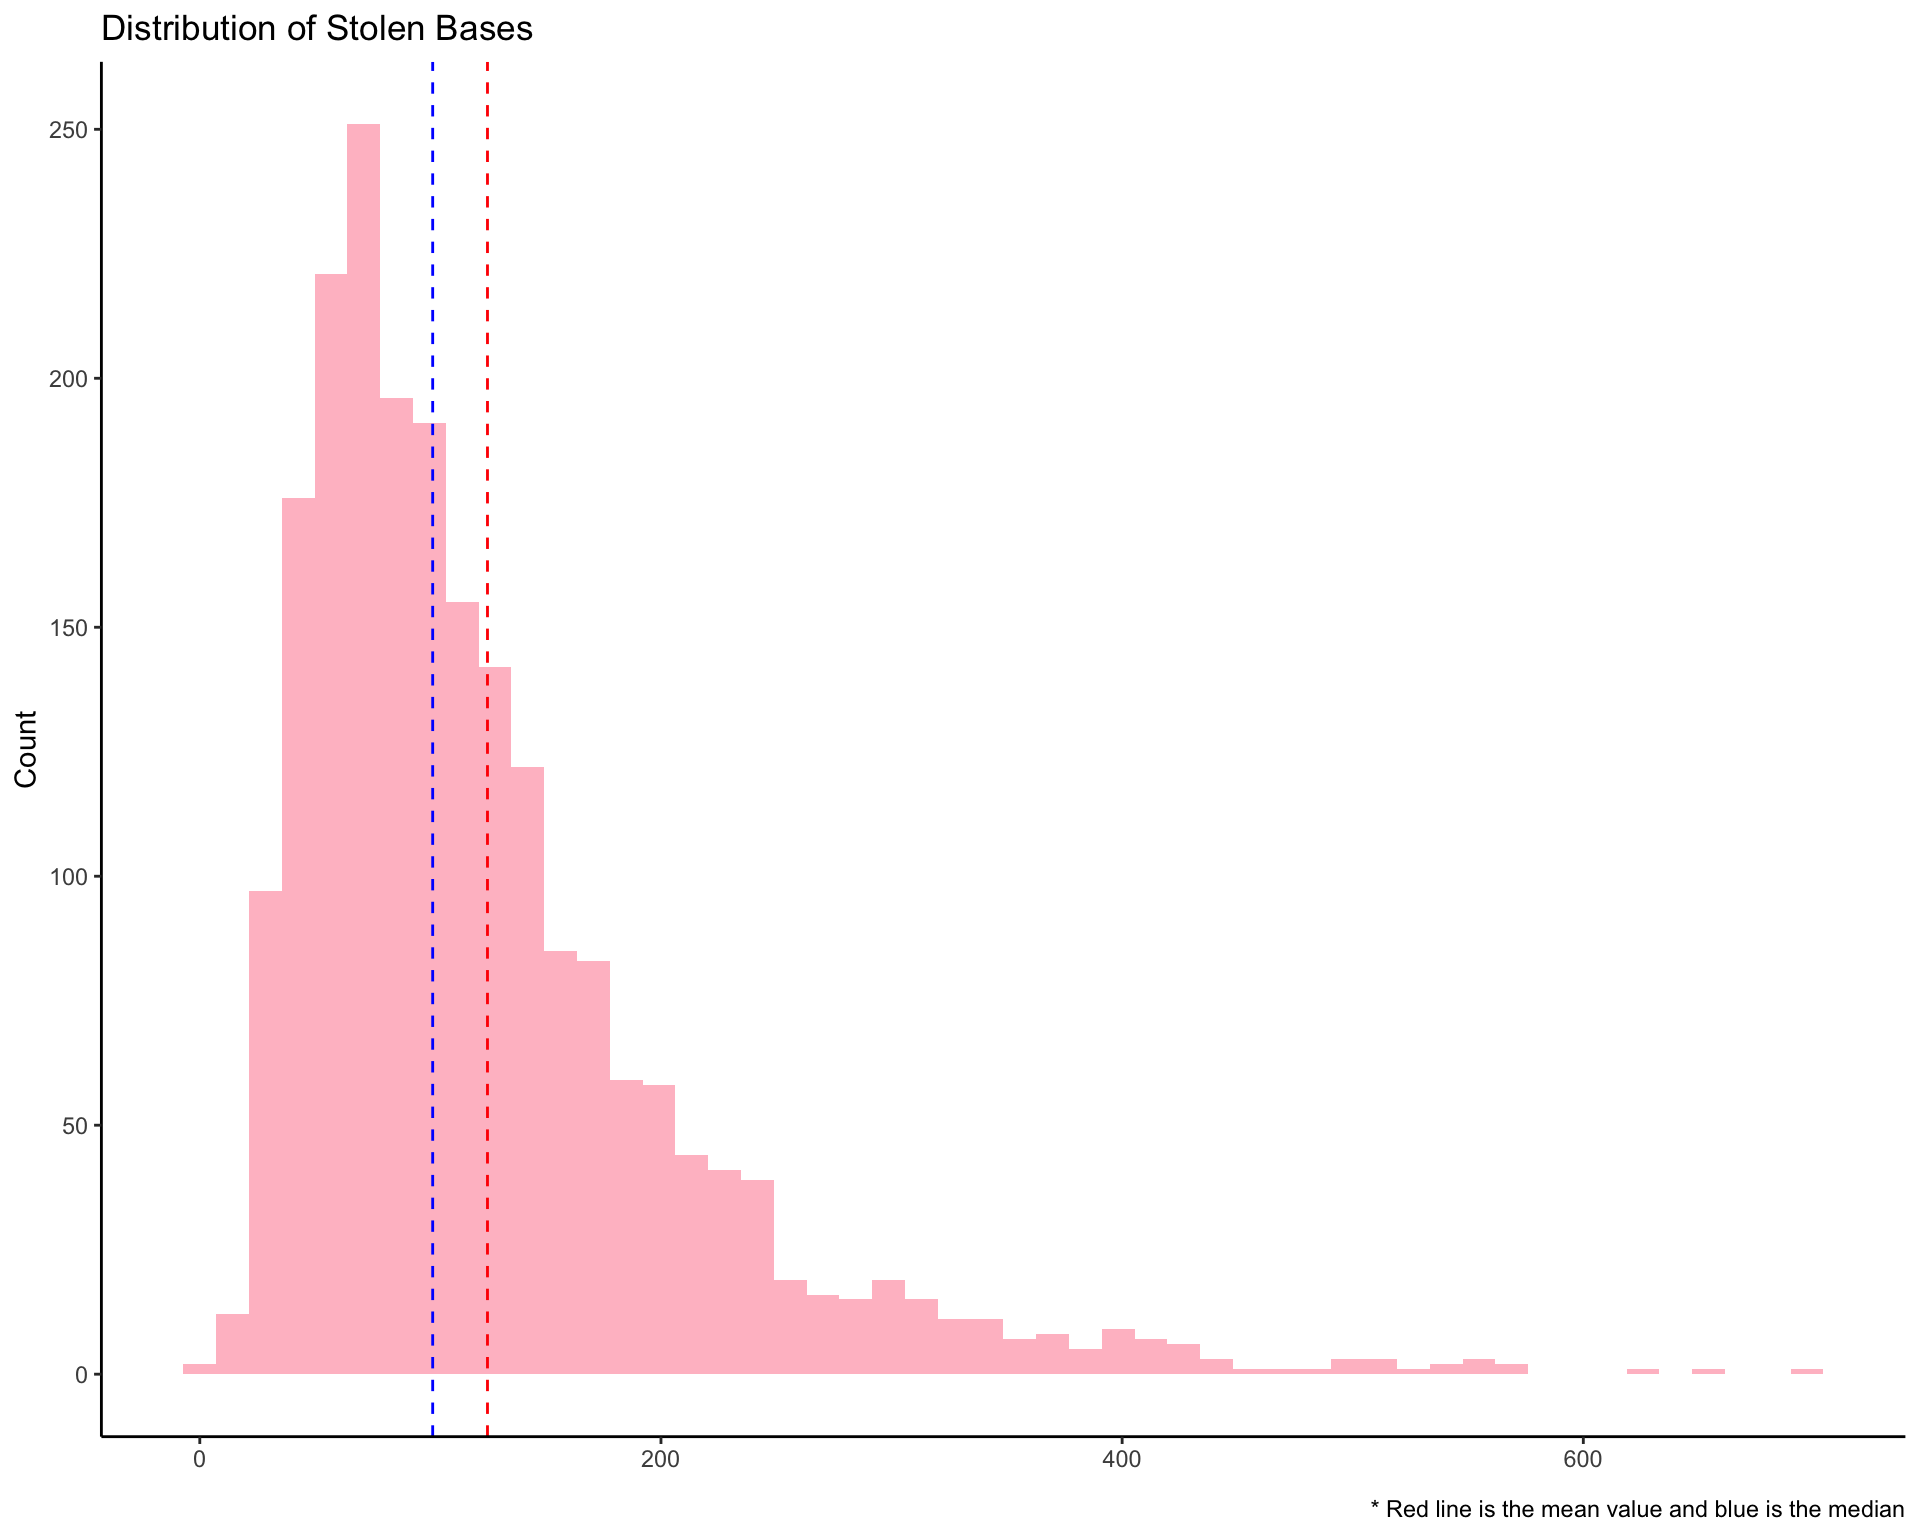 Distribution of Stolen Bases
250
200
150
100
50
0
Count
0 200 400 600
* Red line is the mean value and blue is the median